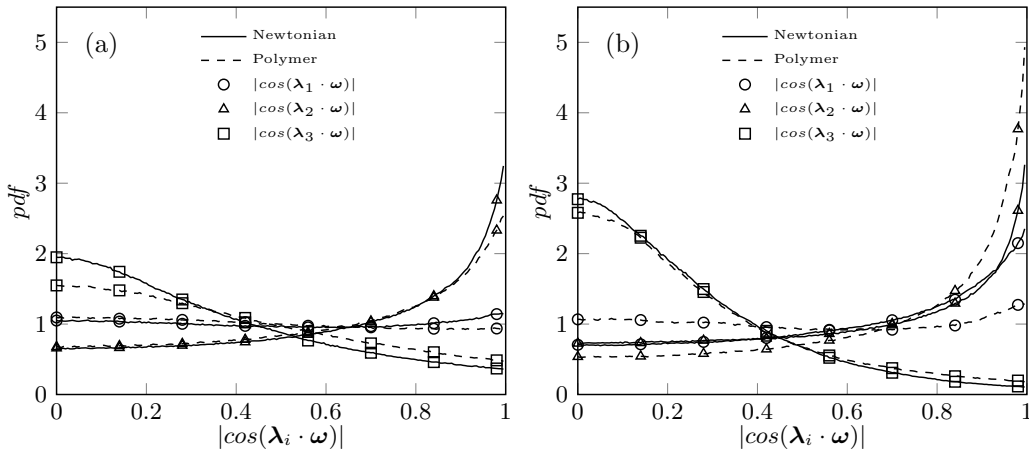 (a)
Newtonian
Polymer
|cos(λ₁ · ω)|
|cos(λ₂ · ω)|
|cos(λ₃ · ω)|
5
4
3
2
1
0
pdf
0 0.2 0.4 0.6 0.8 1
|cos(λᵢ · ω)|
(b)
Newtonian
Polymer
|cos(λ₁ · ω)|
|cos(λ₂ · ω)|
|cos(λ₃ · ω)|
5
4
3
2
1
0
pdf
0 0.2 0.4 0.6 0.8 1
|cos(λᵢ · ω)|